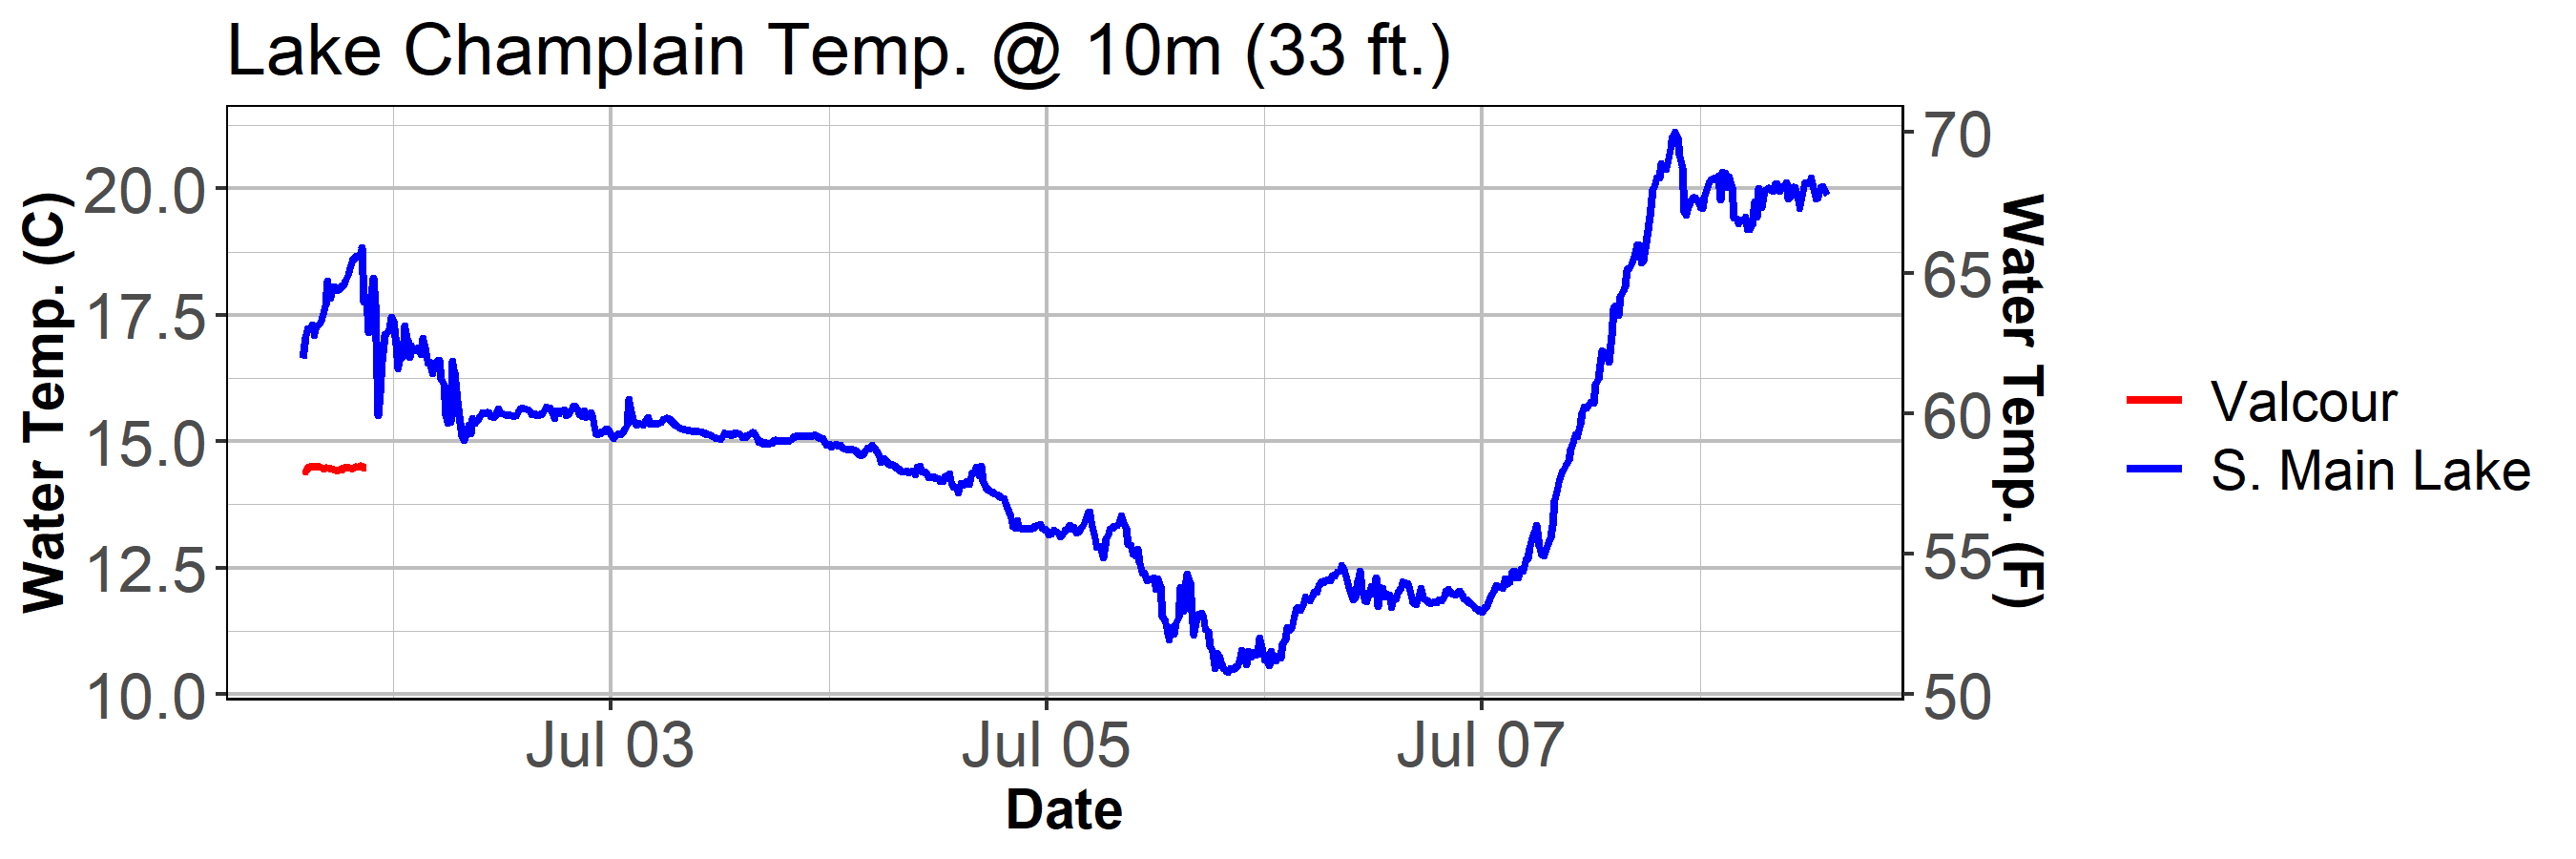 Lake Champlain Temp. @ 10m (33 ft.)
Water Temp. (C)
20.0
17.5
15.0
12.5
10.0
70
65
60
55
50
Water Temp. (F)
Jul 03
Jul 05
Jul 07
Date
Valcour
S. Main Lake